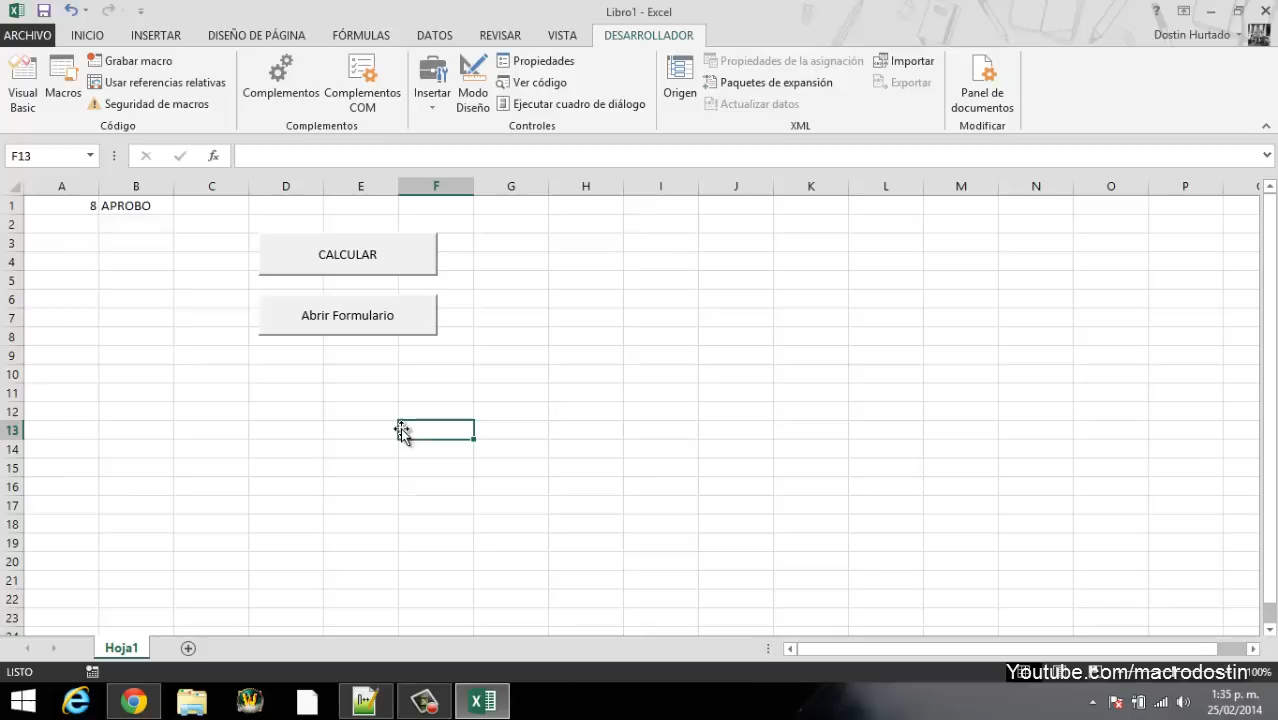 Libro1 - Excel
ARCHIVO INICIO INSERTAR DISEÑO DE PÁGINA FÓRMULAS DATOS REVISAR VISTA DESARROLLADOR Dostin Hurtado
Visual Basic
Macros
Grabar macro
Usar referencias relativas
Seguridad de macros
Código
Complementos
Complementos COM
Complementos
Insertar
Modo Diseño
Propiedades
Ver código
Ejecutar cuadro de diálogo
Controles
Origen
Propiedades de la asignación
Paquetes de expansión
Actualizar datos
Importar
Exportar
XML
Panel de documentos
Modificar
F13
fx
A B C D E F G H I J K L M N O P
1 8 APROBO
2
3
4
5
6
7
8
9
10
11
12
13
14
15
16
17
18
19
20
21
22
23
CALCULAR
Abrir Formulario
Hoja1
LISTO
100%
Youtube.com/macrodostin
1:35 p. m.
25/02/2014